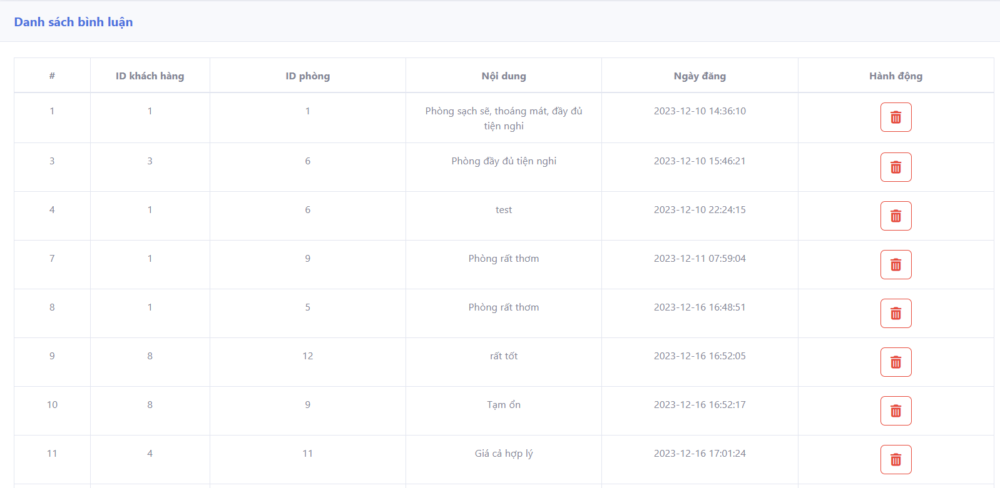 Danh sách bình luận
# ID khách hàng ID phòng Nội dung Ngày đăng Hành động
1 1 1 Phòng sạch sẽ, thoáng mát, đầy đủ 2023-12-10 14:36:10
tiện nghi
3 3 6 Phòng đầy đủ tiện nghi 2023-12-10 15:46:21
4 1 6 test 2023-12-10 22:24:15
7 1 9 Phòng rất thơm 2023-12-11 07:59:04
8 1 5 Phòng rất thơm 2023-12-16 16:48:51
9 8 12 rất tốt 2023-12-16 16:52:05
10 8 9 Tạm ổn 2023-12-16 16:52:17
11 4 11 Giá cả hợp lý 2023-12-16 17:01:24